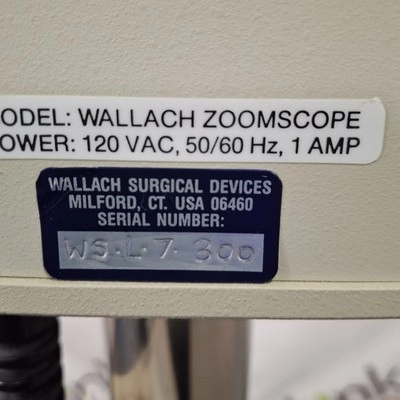 ODEL: WALLACH ZOOMSCOPE
OWER: 120 VAC, 50/60 Hz, 1 AMP
WALLACH SURGICAL DEVICES
MILFORD, CT. USA 06460
SERIAL NUMBER:
WS.L.7.300